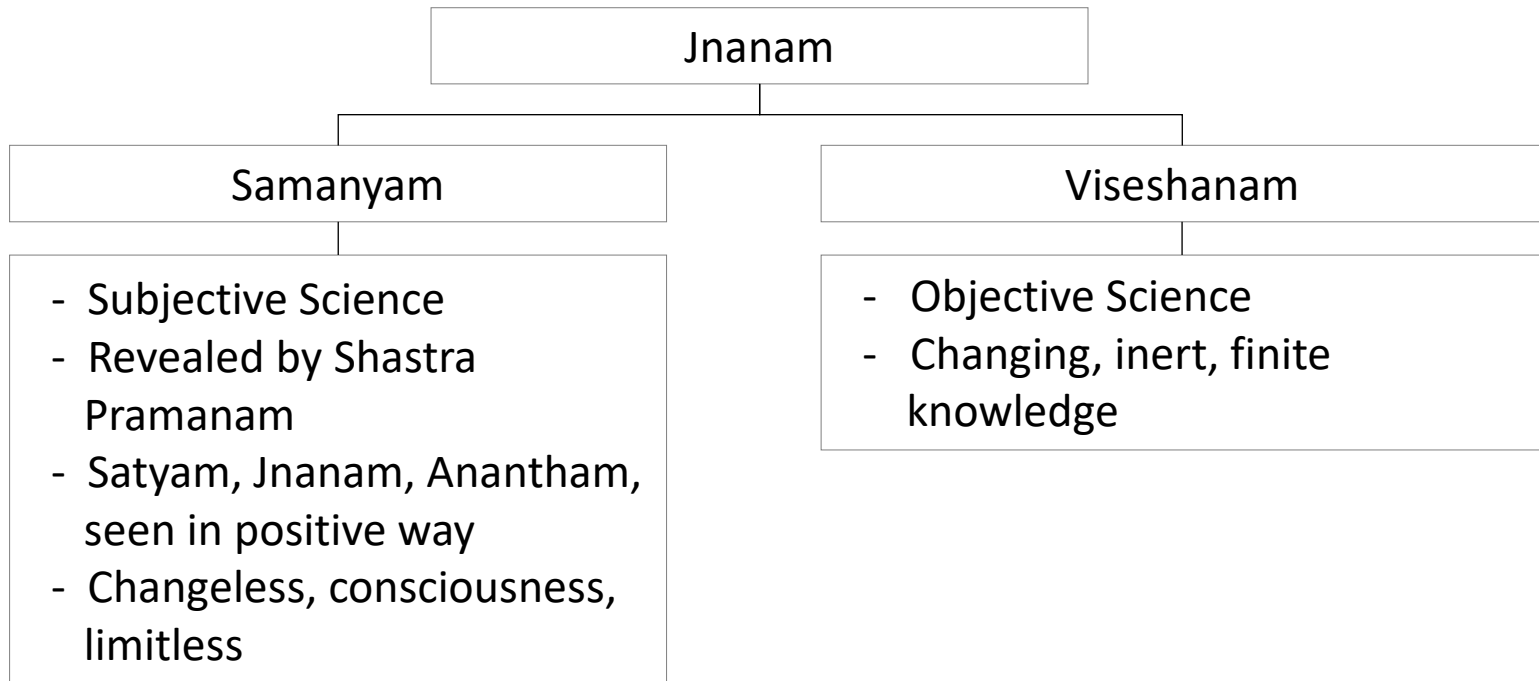 Jnanam
Samanyam
Viseshanam
- Subjective Science
- Revealed by Shastra
Pramanam
- Satyam, Jnanam, Anantham,
seen in positive way
- Changeless, consciousness,
limitless
- Objective Science
- Changing, inert, finite
knowledge